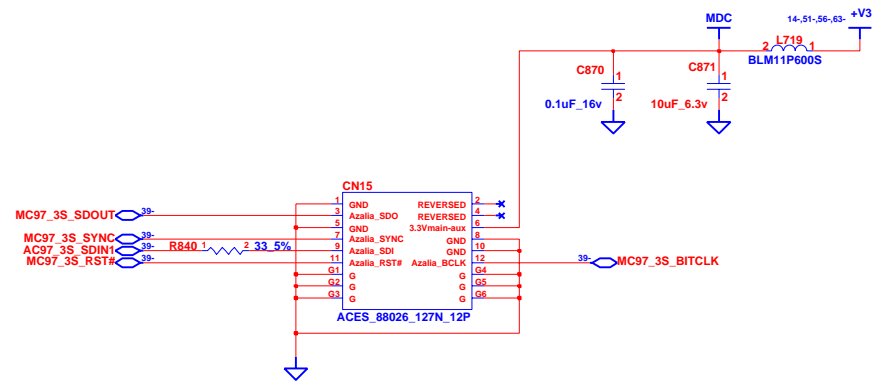 +V3
MDC
14-,51-,56-,63-
L719
2 1
BLM11P600S
C870
1
2
0.1uF_16v
C871
1
2
10uF_6.3v
CN15
1 GND REVERSED 2
MC97_3S_SDOUT 39- 3 Azalia_SDO REVERSED 4
5 GND 3.3Vmain-aux 6
MC97_3S_SYNC 39- 7 Azalia_SYNC GND 8
AC97_3S_SDIN1 39- R840 1 2 33_5% 9 Azalia_SDI GND 10
MC97_3S_RST# 39- 11 Azalia_RST# Azalia_BCLK 12 39- MC97_3S_BITCLK
G1 G G G4
G2 G G G5
G3 G G G6
ACES_88026_127N_12P